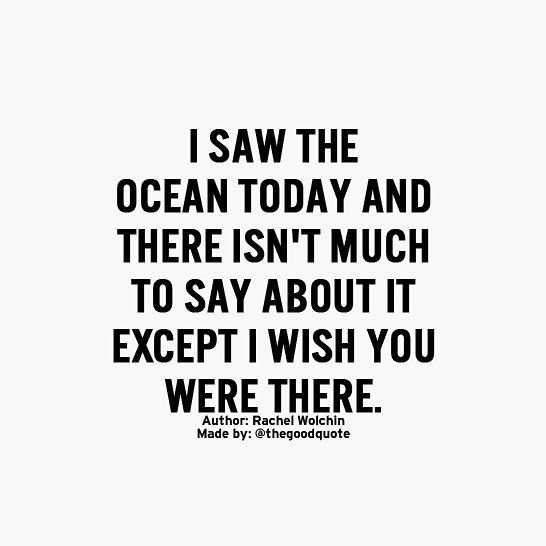 I SAW THE
OCEAN TODAY AND
THERE ISN'T MUCH
TO SAY ABOUT IT
EXCEPT I WISH YOU
WERE THERE.
Author: Rachel Wolchin
Made by: @thegoodquote